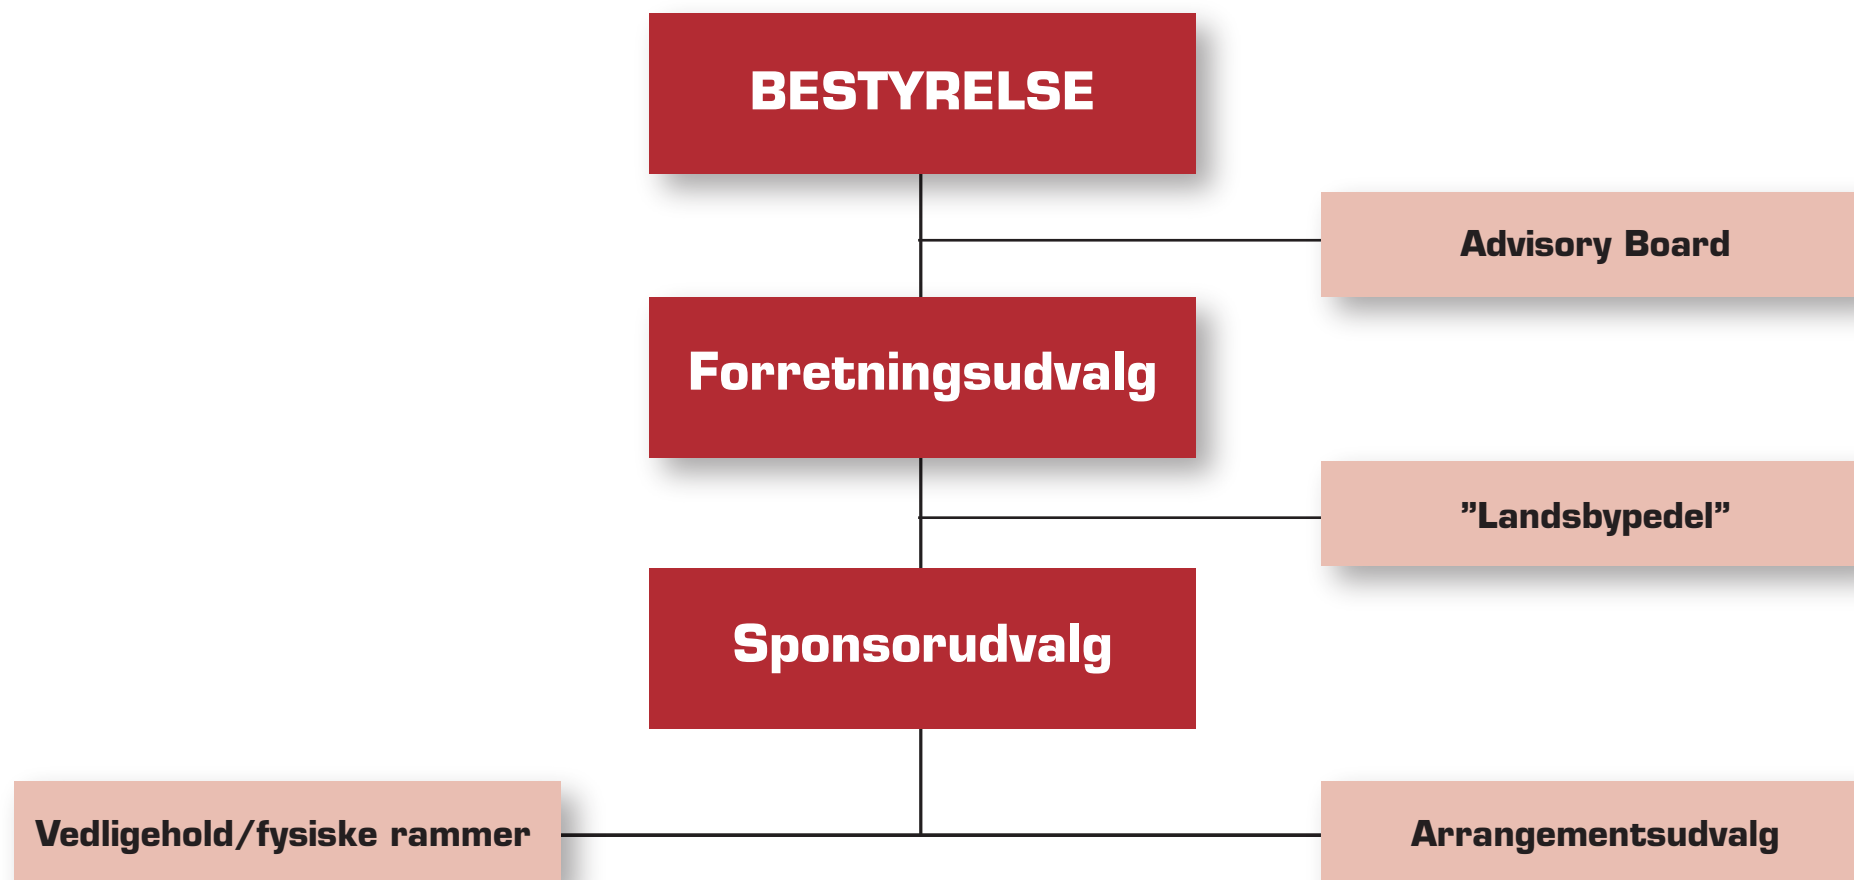 BESTYRELSE
Advisory Board
Forretningsudvalg
”Landsbypedel”
Sponsorudvalg
Vedligehold/fysiske rammer
Arrangementsudvalg